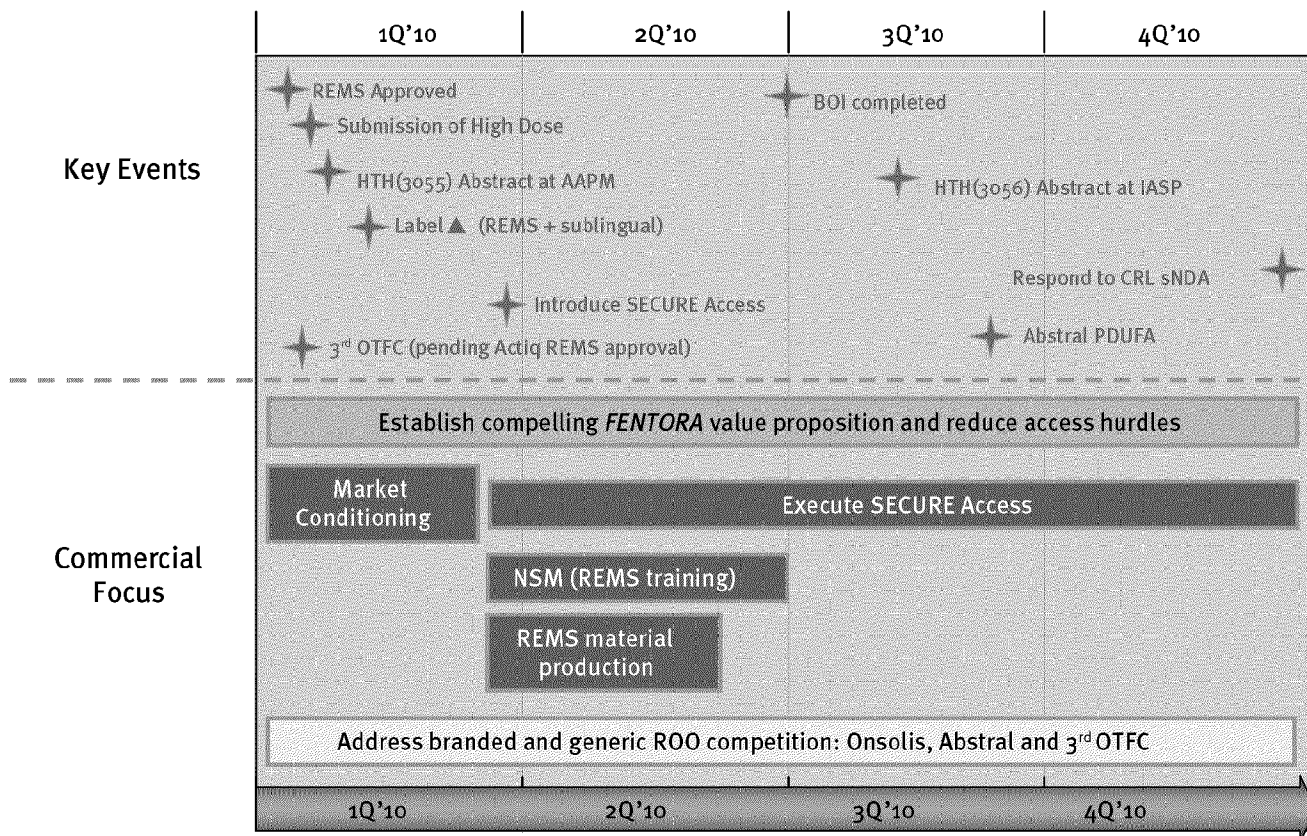 1Q'10 2Q'10 3Q'10 4Q'10
Key Events
REMS Approved
BOI completed
Submission of High Dose
HTH(3055) Abstract at AAPM
HTH(3056) Abstract at IASP
Label ▲ (REMS + sublingual)
Respond to CRL sNDA
Introduce SECURE Access
Abstral PDUFA
3rd OTFC (pending Actiq REMS approval)
Commercial
Focus
Establish compelling FENTORA value proposition and reduce access hurdles
Market
Conditioning
Execute SECURE Access
NSM (REMS training)
REMS material
production
Address branded and generic ROO competition: Onsolis, Abstral and 3rd OTFC
1Q'10 2Q'10 3Q'10 4Q'10